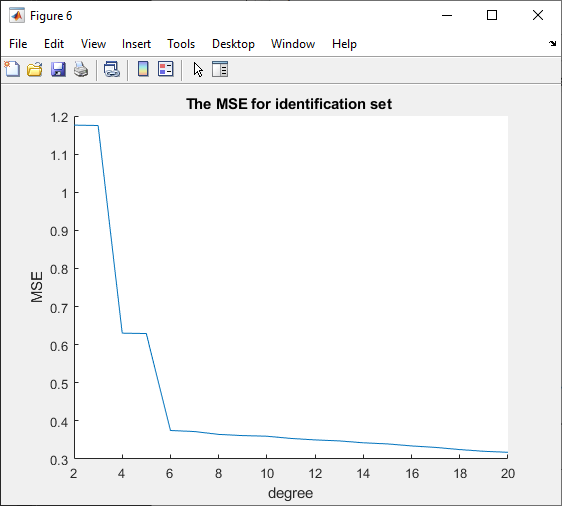 Figure 6
File Edit View Insert Tools Desktop Window Help
The MSE for identification set
1.2
1.1
1
0.9
0.8
0.7
0.6
0.5
0.4
0.3
MSE
2 4 6 8 10 12 14 16 18 20
degree